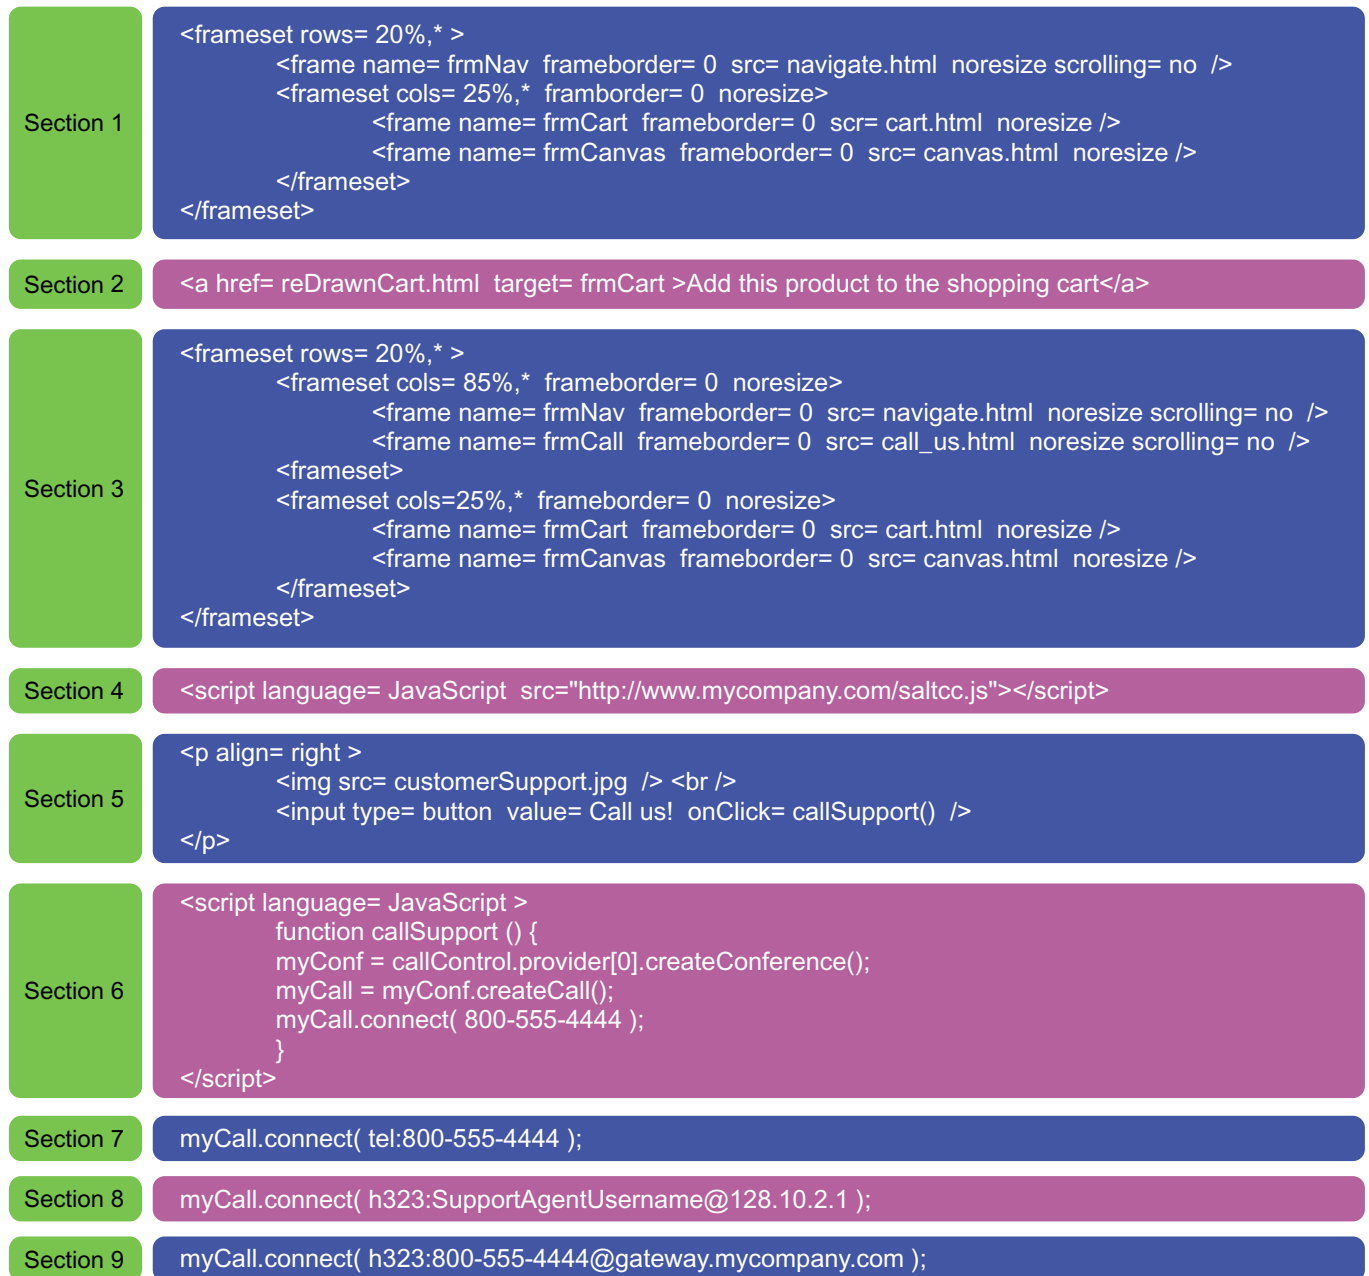 Section 1
<frameset rows= 20%,* >
<frame name= frmNav  frameborder= 0  src= navigate.html  noresize scrolling= no  />
<frameset cols= 25%,*  framborder= 0  noresize>
<frame name= frmCart  frameborder= 0  scr= cart.html  noresize />
<frame name= frmCanvas  frameborder= 0  src= canvas.html  noresize />
</frameset>
</frameset>
Section 2
<a href= reDrawnCart.html  target= frmCart >Add this product to the shopping cart</a>
Section 3
<frameset rows= 20%,* >
<frameset cols= 85%,*  frameborder= 0  noresize>
<frame name= frmNav  frameborder= 0  src= navigate.html  noresize scrolling= no  />
<frame name= frmCall  frameborder= 0  src= call_us.html  noresize scrolling= no  />
<frameset>
<frameset cols=25%,*  frameborder= 0  noresize>
<frame name= frmCart  frameborder= 0  src= cart.html  noresize />
<frame name= frmCanvas  frameborder= 0  src= canvas.html  noresize />
</frameset>
</frameset>
Section 4
<script language= JavaScript  src="http://www.mycompany.com/saltcc.js"></script>
Section 5
<p align= right >
<img src= customerSupport.jpg  /> <br />
<input type= button  value= Call us!  onClick= callSupport()  />
</p>
Section 6
<script language= JavaScript >
function callSupport () {
myConf = callControl.provider[0].createConference();
myCall = myConf.createCall();
myCall.connect( 800-555-4444 );
}
</script>
Section 7
myCall.connect( tel:800-555-4444 );
Section 8
myCall.connect( h323:SupportAgentUsername@128.10.2.1 );
Section 9
myCall.connect( h323:800-555-4444@gateway.mycompany.com );